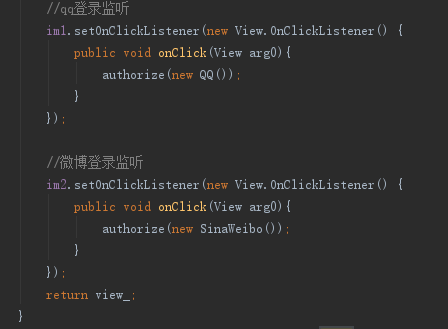 //qq登录监听
im1.setOnClickListener(new View.OnClickListener() {
public void onClick(View arg0){
authorize(new QQ());
}
});
//微博登录监听
im2.setOnClickListener(new View.OnClickListener() {
public void onClick(View arg0){
authorize(new SinaWeibo());
}
});
return view_;
}